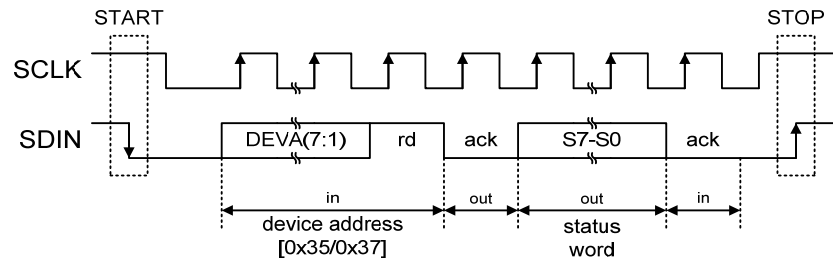 START STOP
SCLK
SDIN
DEVA(7:1) rd ack S7-S0 ack
in out out in
device address status
[0x35/0x37] word